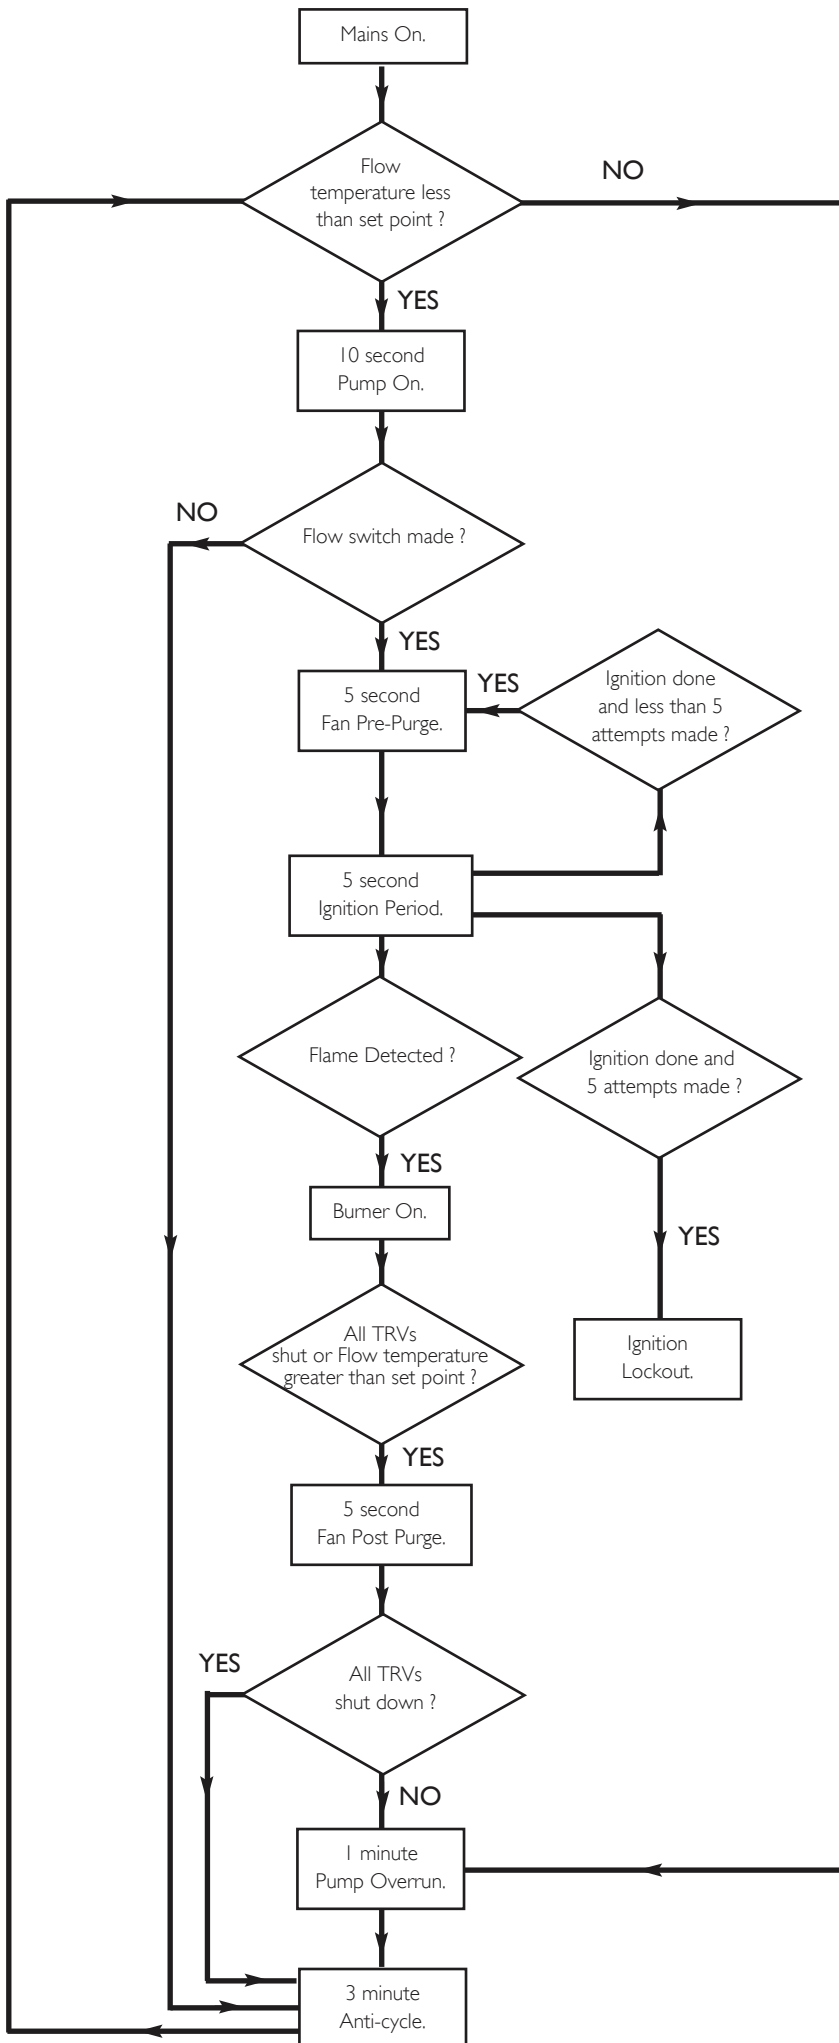 Mains On.
Flow
temperature less
than set point ?
NO
YES
10 second
Pump On.
NO
Flow switch made ?
YES
5 second
Fan Pre-Purge.
YES
Ignition done
and less than 5
attempts made ?
5 second
Ignition Period.
Flame Detected ?
Ignition done and
5 attempts made ?
YES
Burner On.
YES
All TRVs
shut or Flow temperature
greater than set point ?
Ignition
Lockout.
YES
5 second
Fan Post Purge.
YES
All TRVs
shut down ?
NO
1 minute
Pump Overrun.
3 minute
Anti-cycle.